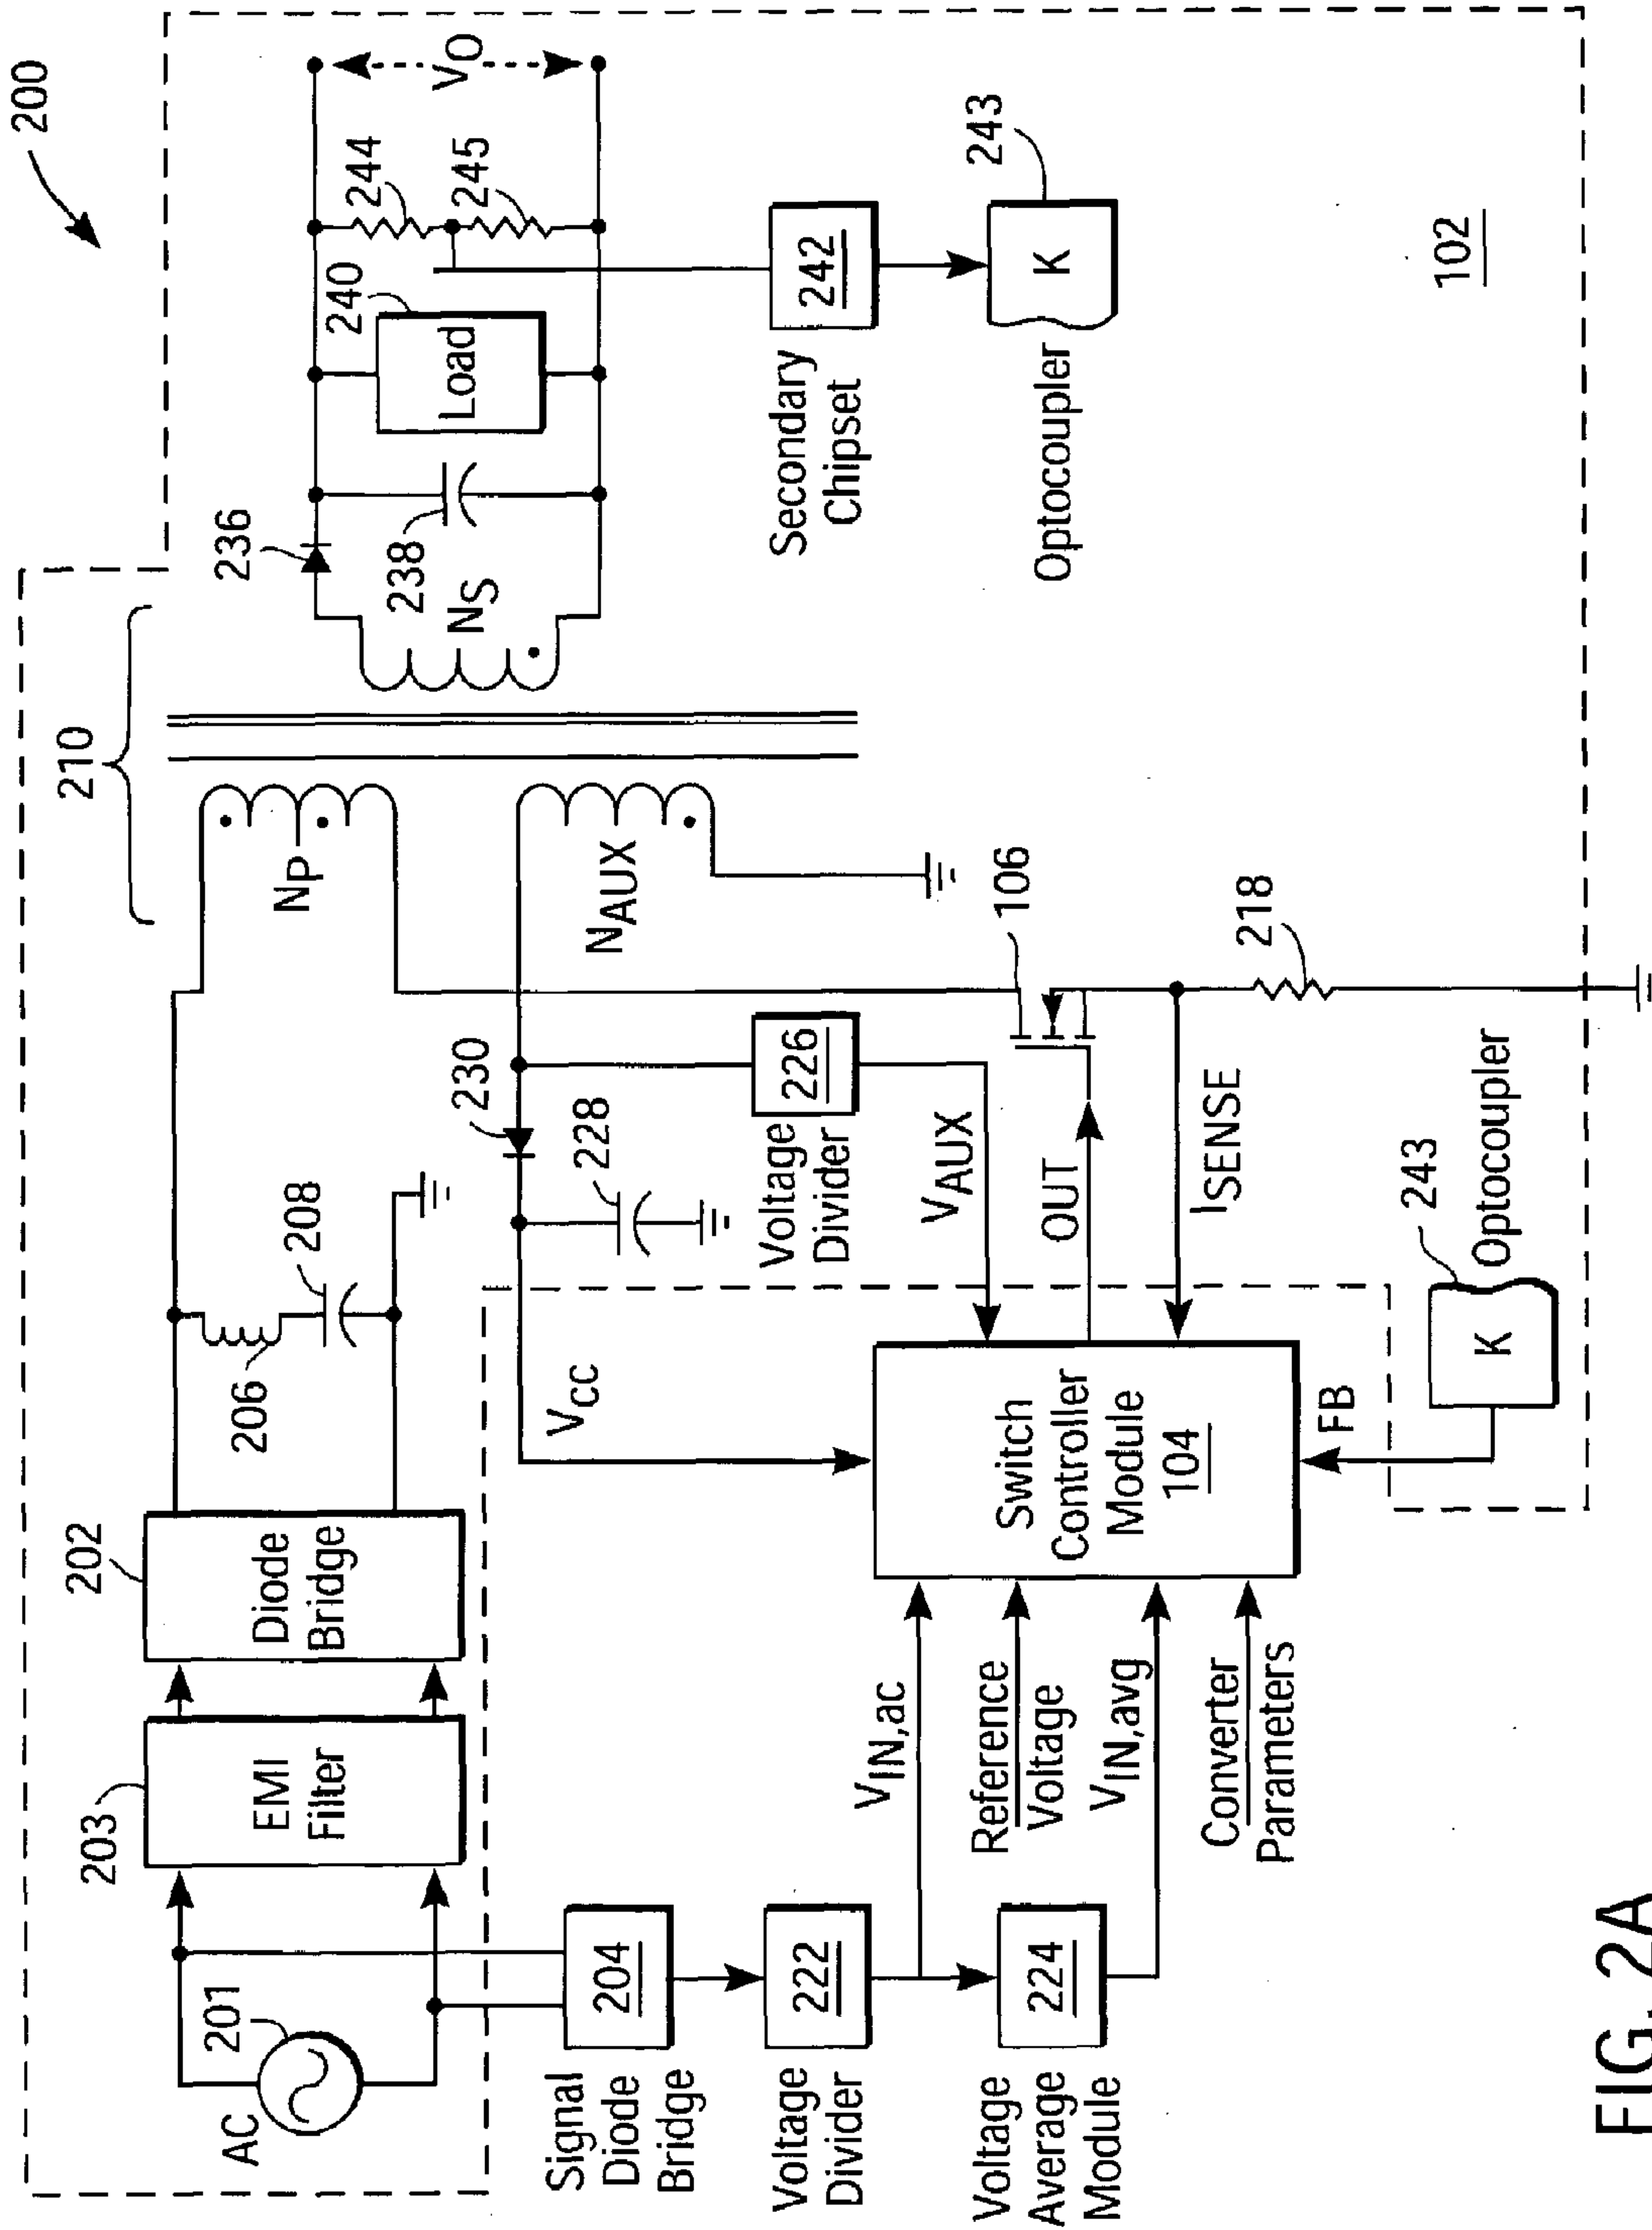 200
210
203
202
206
208
236
238
NS
240
Load
244
245
VO
AC
201
EMI
Filter
Diode
Bridge
NP
NAUX
230
228
VCC
Signal
Diode
Bridge
204
Voltage
Divider
222
Voltage
Average
Module
224
VIN,ac
Reference
Voltage
VIN,avg
Converter
Parameters
Switch
Controller
Module
104
Voltage
Divider
226
VAUX
OUT
ISENSE
106
218
FB
K
243
Optocoupler
Secondary
Chipset
242
Optocoupler
K
243
102
FIG. 2A